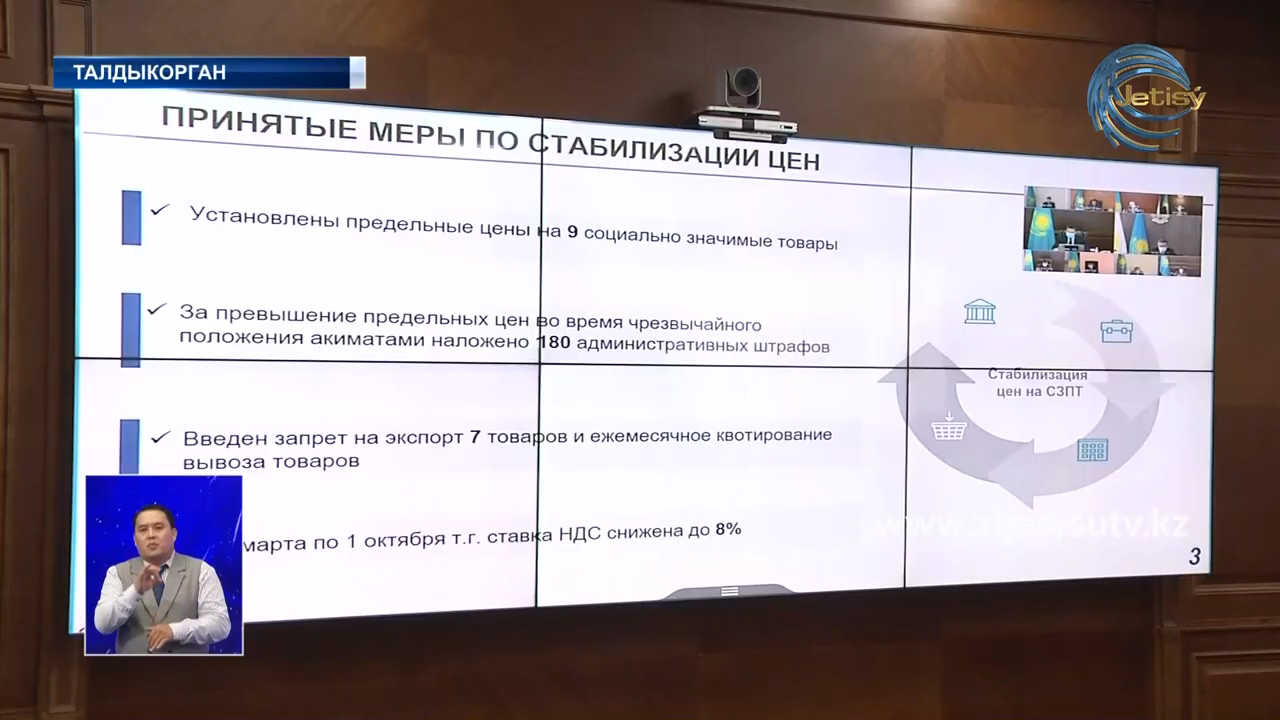 ТАЛДЫКОРГАН
Jetisý
ПРИНЯТЫЕ МЕРЫ ПО СТАБИЛИЗАЦИИ ЦЕН
Установлены предельные цены на 9 социально значимые товары
За превышение предельных цен во время чрезвычайного
положения акиматами наложено 180 административных штрафов
Стабилизация
цен на СЗПТ
Введен запрет на экспорт 7 товаров и ежемесячное квотирование
вывоза товаров
марта по 1 октября т.г. ставка НДС снижена до 8%
3